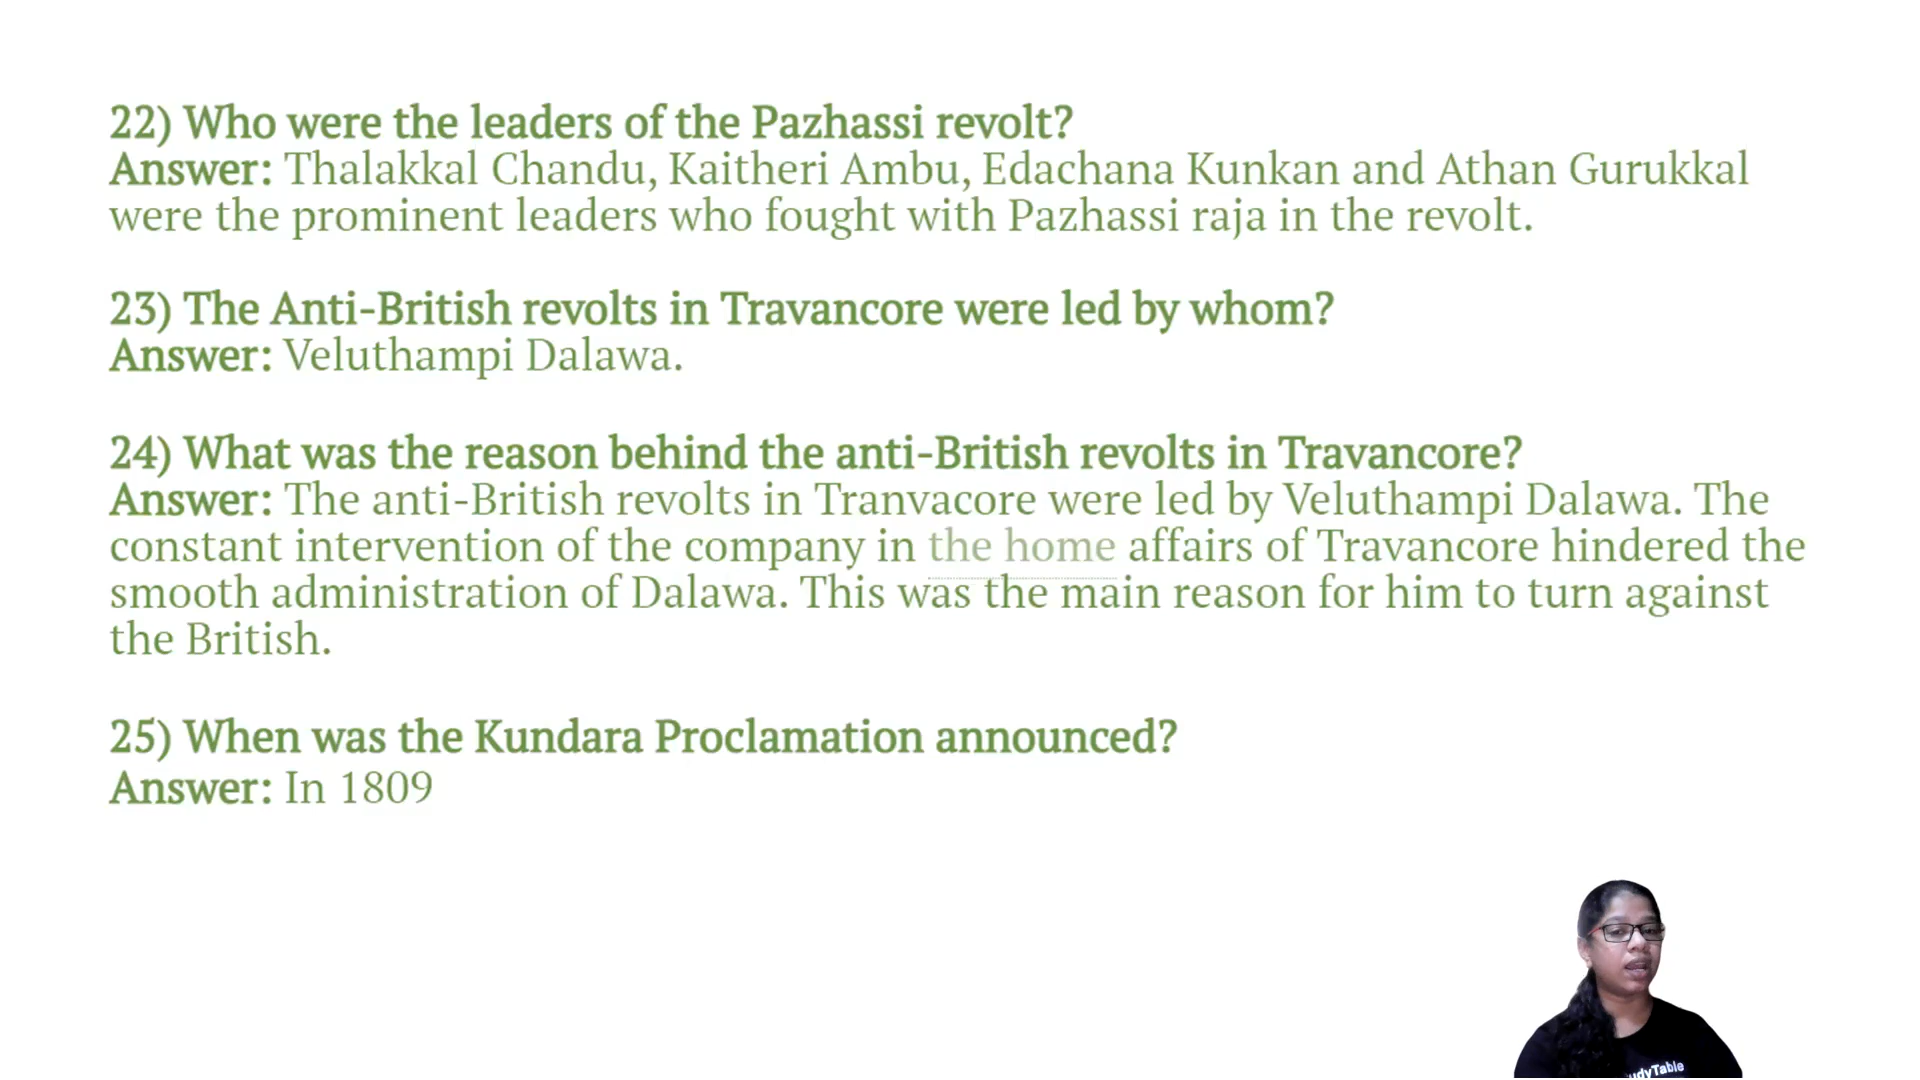 22) Who were the leaders of the Pazhassi revolt?
Answer: Thalakkal Chandu, Kaitheri Ambu, Edachana Kunkan and Athan Gurukkal
were the prominent leaders who fought with Pazhassi raja in the revolt.
23) The Anti-British revolts in Travancore were led by whom?
Answer: Veluthampi Dalawa.
24) What was the reason behind the anti-British revolts in Travancore?
Answer: The anti-British revolts in Tranvacore were led by Veluthampi Dalawa. The
constant intervention of the company in the home affairs of Travancore hindered the
smooth administration of Dalawa. This was the main reason for him to turn against
the British.
25) When was the Kundara Proclamation announced?
Answer: In 1809